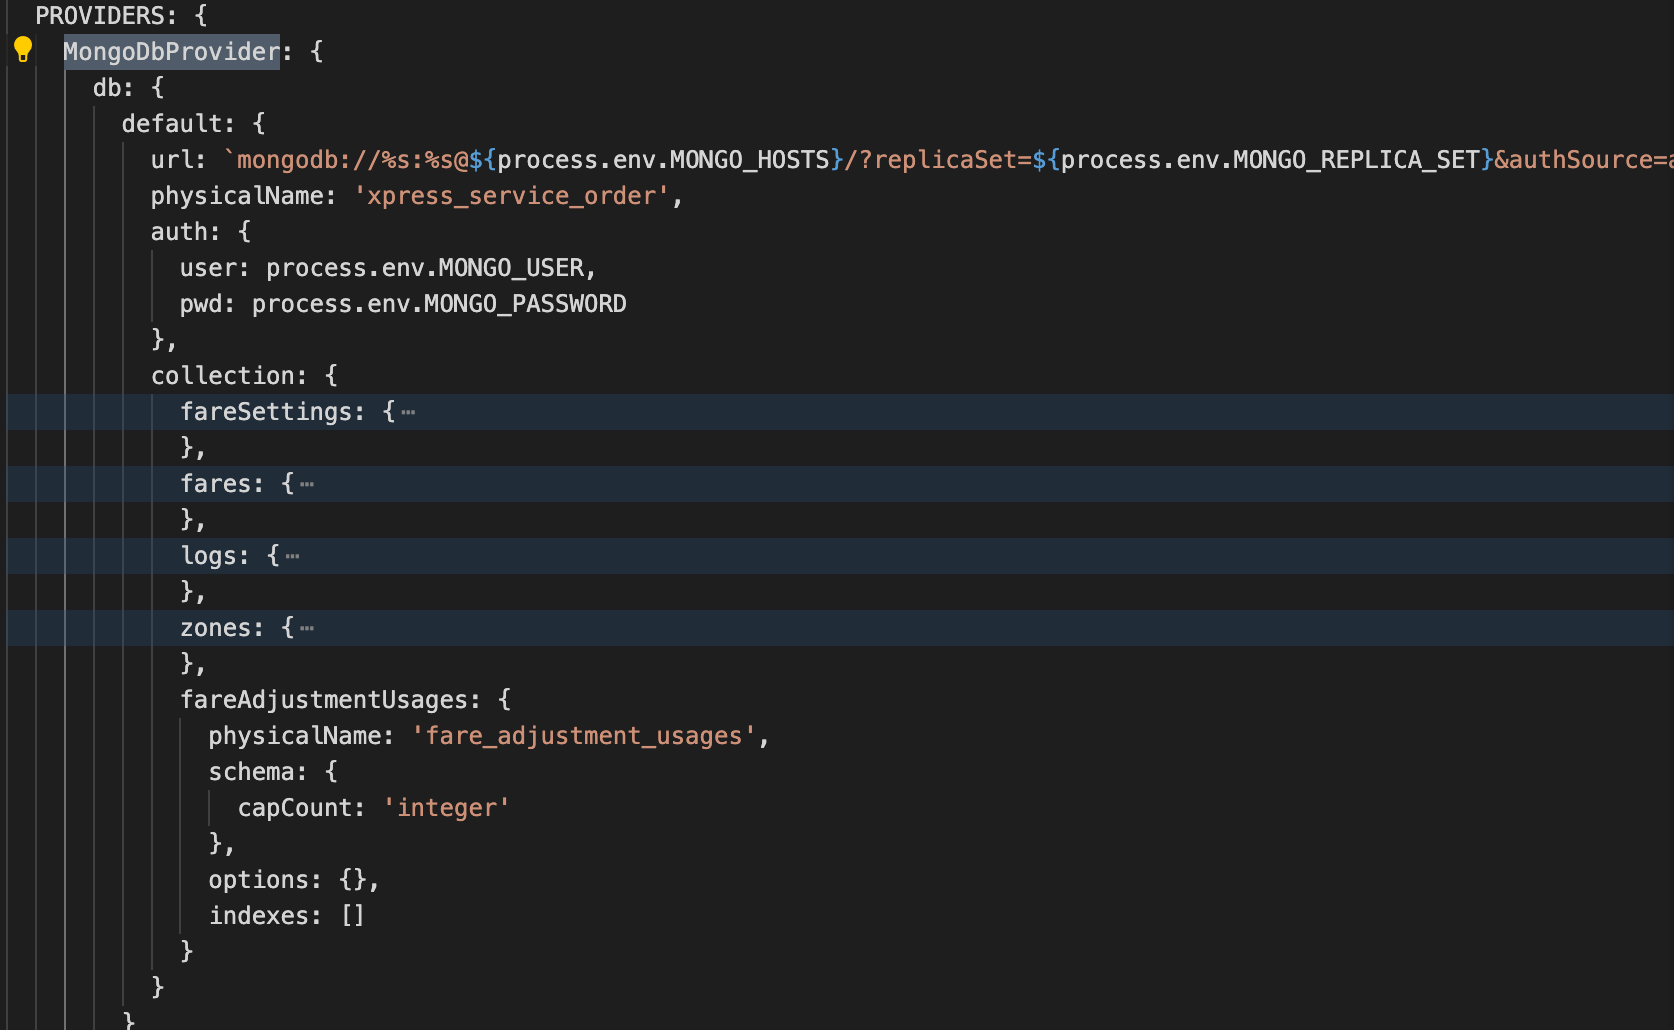 PROVIDERS: {
MongoDbProvider: {
db: {
default: {
url: `mongodb://%s:%s@${process.env.MONGO_HOSTS}/?replicaSet=${process.env.MONGO_REPLICA_SET}&authSource=a
physicalName: 'xpress_service_order',
auth: {
user: process.env.MONGO_USER,
pwd: process.env.MONGO_PASSWORD
},
collection: {
fareSettings: {⋯
},
fares: {⋯
},
logs: {⋯
},
zones: {⋯
},
fareAdjustmentUsages: {
physicalName: 'fare_adjustment_usages',
schema: {
capCount: 'integer'
},
options: {},
indexes: []
}
}
}